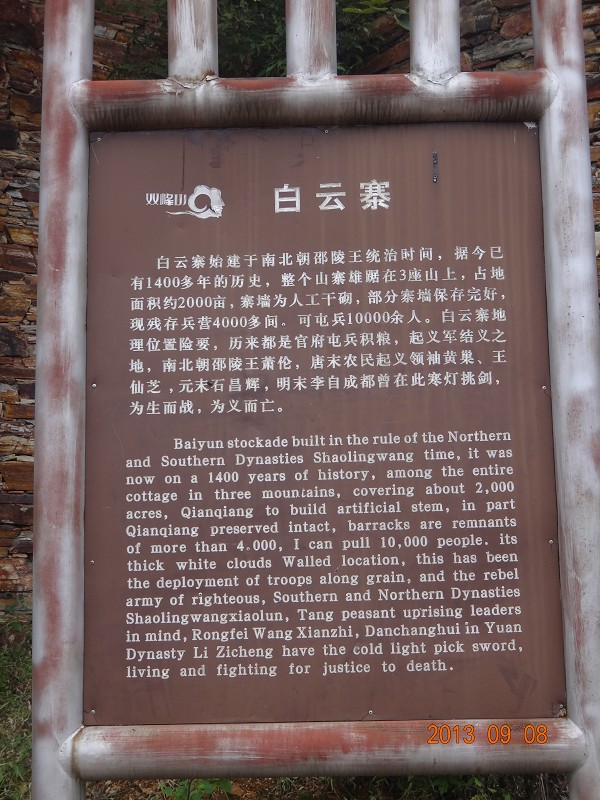 双峰山
白云寨
白云寨始建于南北朝邵陵王统治时间，据今已
有1400多年的历史，整个山寨雄踞在3座山上，占地
面积约2000亩，寨墙为人工干砌，部分寨墙保存完好，
现残存兵营4000多间。可屯兵10000余人。白云寨地
理位置险要，历来都是官府屯兵积粮，起义军结义之
地，南北朝邵陵王萧伦，唐末农民起义领袖黄巢、王
仙芝，元末石昌辉，明末李自成都曾在此寒灯挑剑，
为生而战，为义而亡。
Baiyun stockade built in the rule of the Northern
and Southern Dynasties Shaolingwang time, it was
now on a 1400 years of history, among the entire
cottage in three mountains, covering about 2,000
acres, Qianqiang to build artificial stem, in part
Qianqiang preserved intact, barracks are remnants
of more than 4,000, I can pull 10,000 people. its
thick white clouds Walled location, this has been
the deployment of troops along grain, and the rebel
army of righteous, Southern and Northern Dynasties
Shaolingwangxiaolun, Tang peasant uprising leaders
in mind, Rongfei Wang Xianzhi, Danchanghui in Yuan
Dynasty Li Zicheng have the cold light pick sword,
living and fighting for justice to death.
2013 09 08